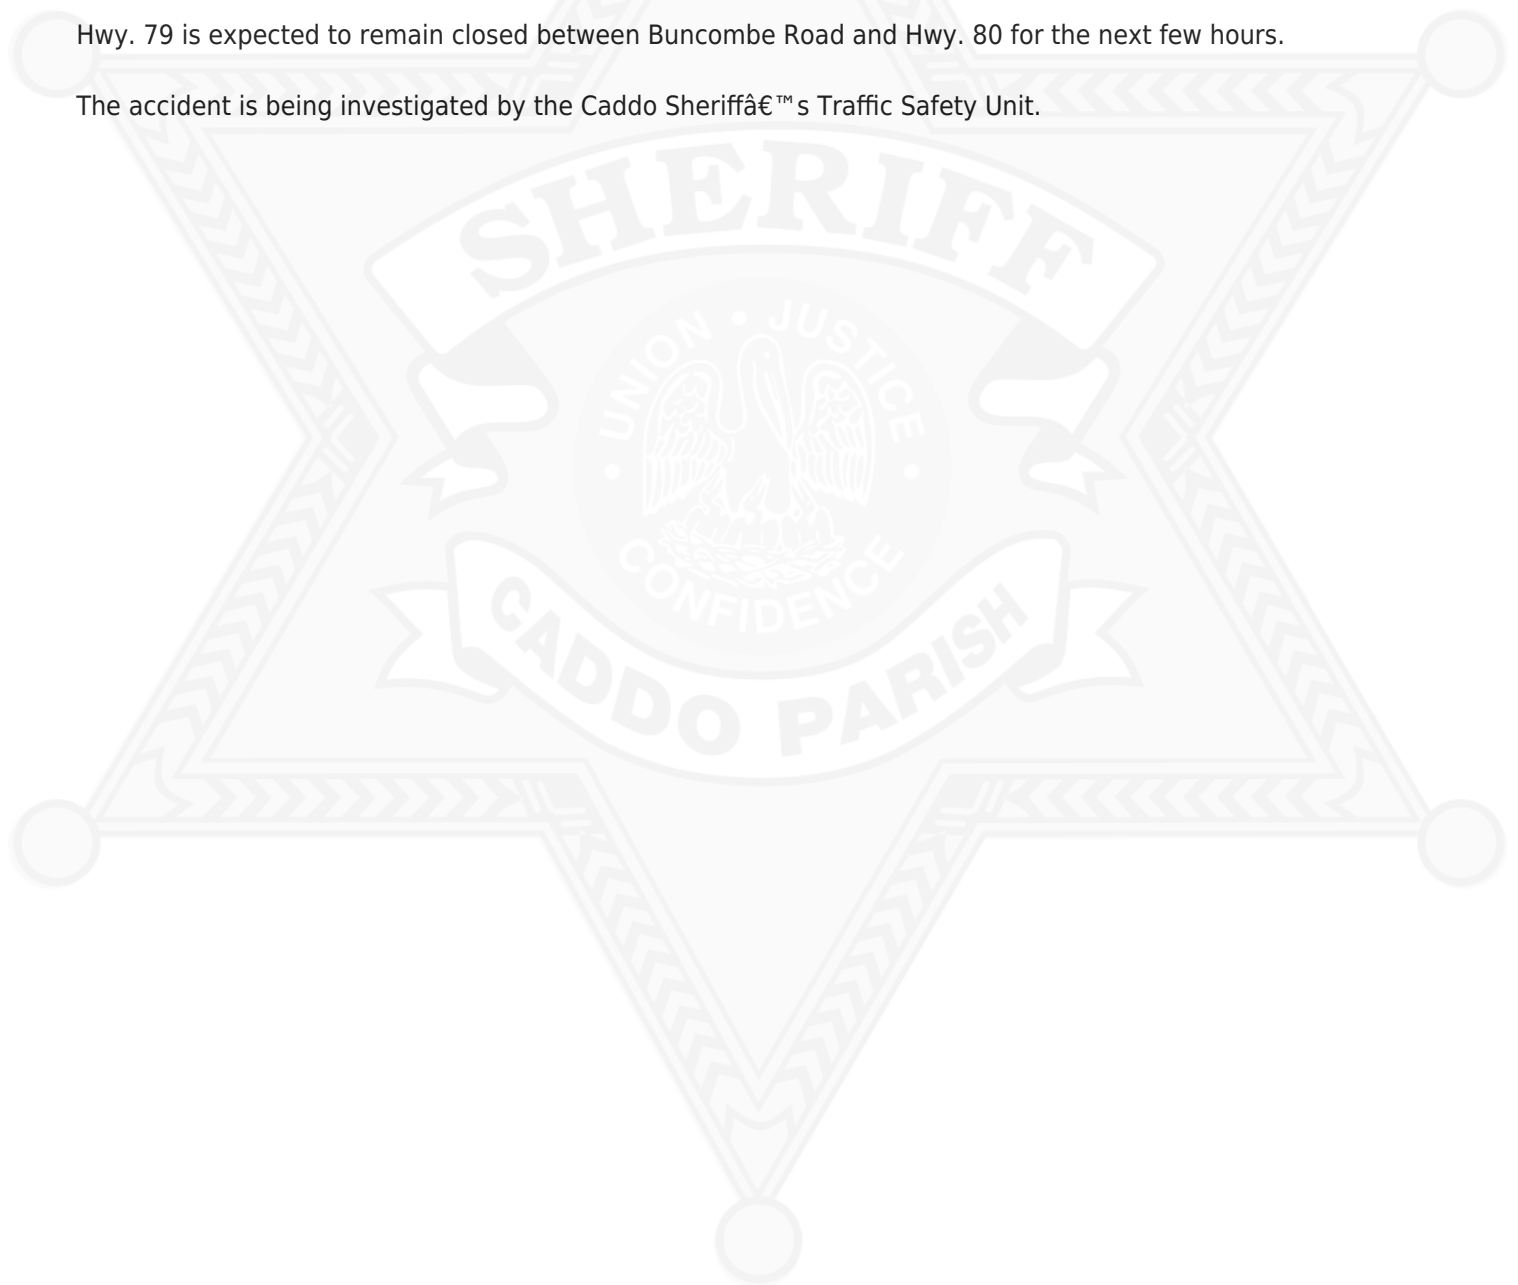 Hwy. 79 is expected to remain closed between Buncombe Road and Hwy. 80 for the next few hours.
The accident is being investigated by the Caddo Sheriffâ€™s Traffic Safety Unit.
SHERIFF
UNION • JUSTICE
• CONFIDENCE •
CADDO PARISH